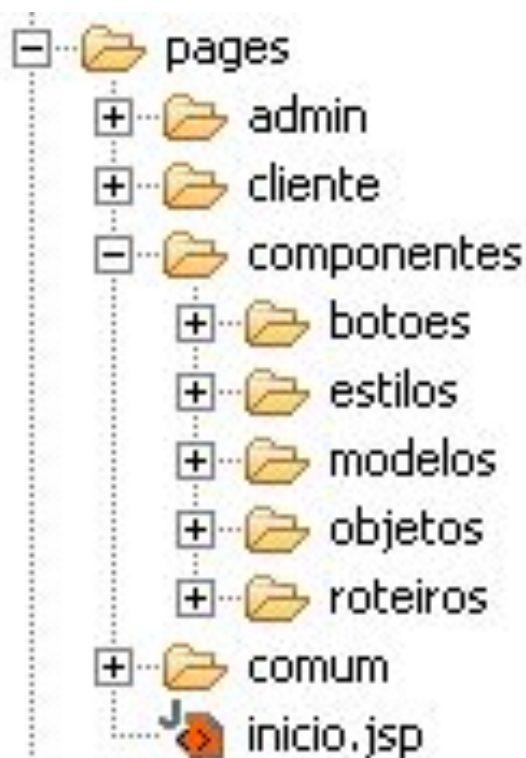 pages
admin
cliente
componentes
botoes
estilos
modelos
objetos
roteiros
comum
inicio.jsp